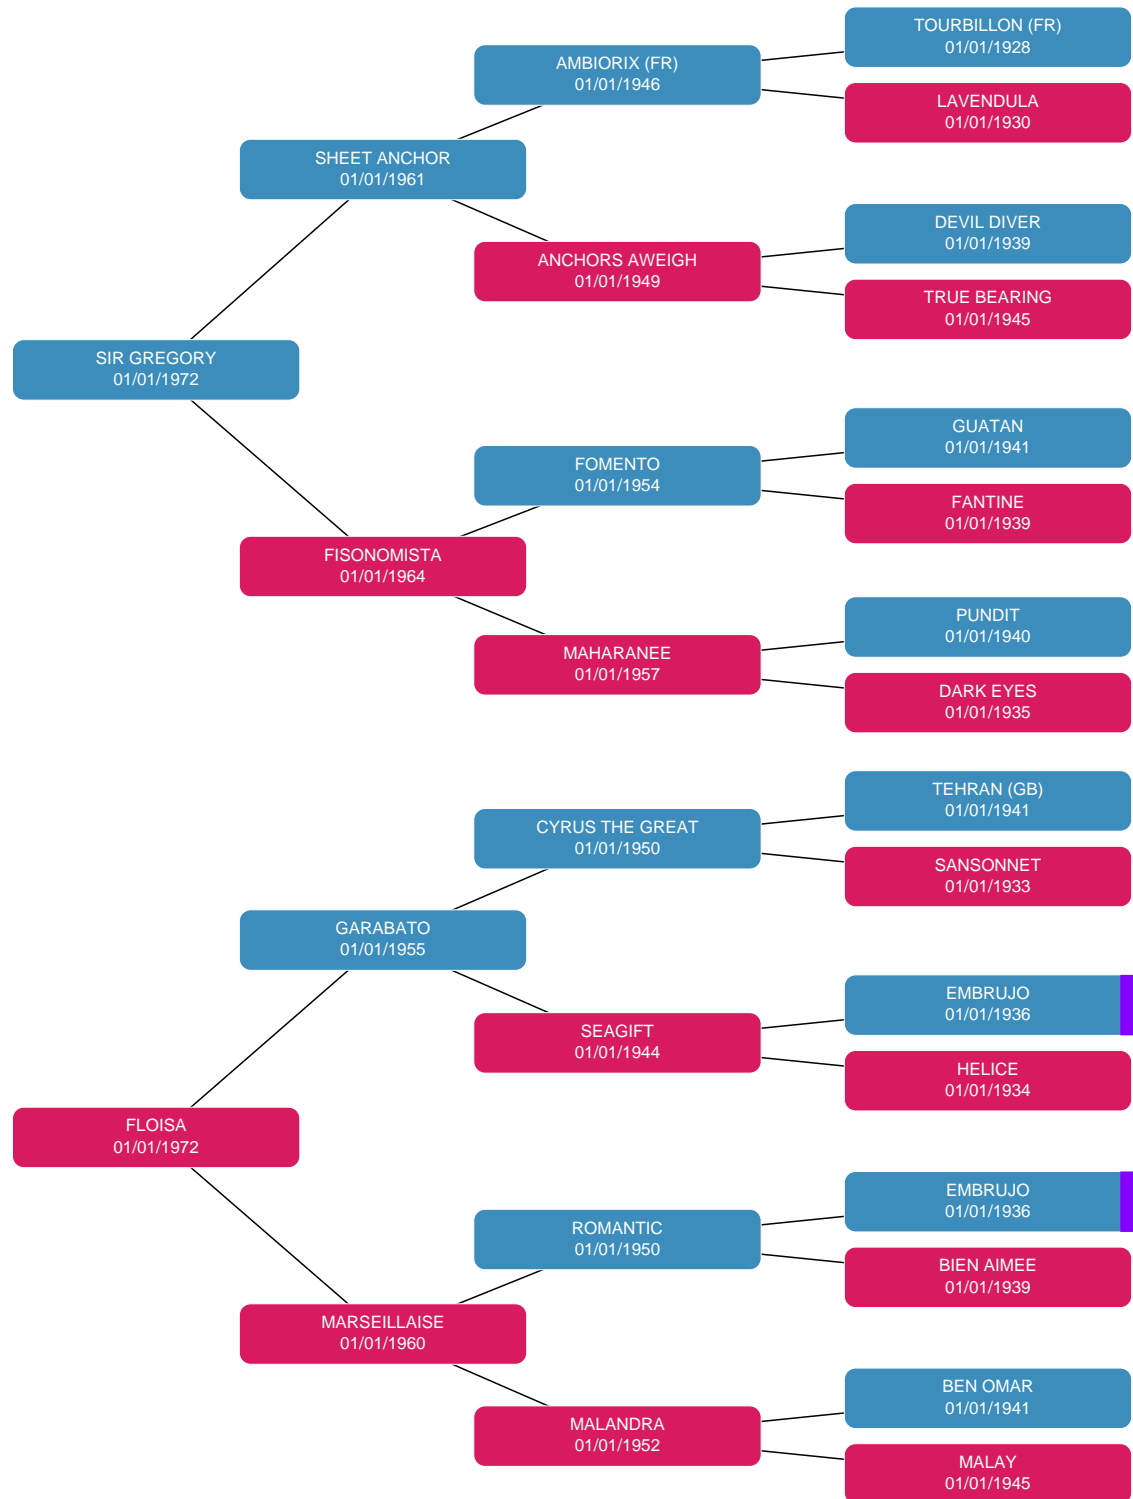 TOURBILLON (FR)
01/01/1928
AMBIORIX (FR)
01/01/1946
LAVENDULA
01/01/1930
SHEET ANCHOR
01/01/1961
DEVIL DIVER
01/01/1939
ANCHORS AWEIGH
01/01/1949
TRUE BEARING
01/01/1945
SIR GREGORY
01/01/1972
GUATAN
01/01/1941
FOMENTO
01/01/1954
FANTINE
01/01/1939
FISONOMISTA
01/01/1964
PUNDIT
01/01/1940
MAHARANEE
01/01/1957
DARK EYES
01/01/1935
TEHRAN (GB)
01/01/1941
CYRUS THE GREAT
01/01/1950
SANSONNET
01/01/1933
GARABATO
01/01/1955
EMBRUJO
01/01/1936
SEAGIFT
01/01/1944
HELICE
01/01/1934
FLOISA
01/01/1972
EMBRUJO
01/01/1936
ROMANTIC
01/01/1950
BIEN AIMEE
01/01/1939
MARSEILLAISE
01/01/1960
BEN OMAR
01/01/1941
MALANDRA
01/01/1952
MALAY
01/01/1945